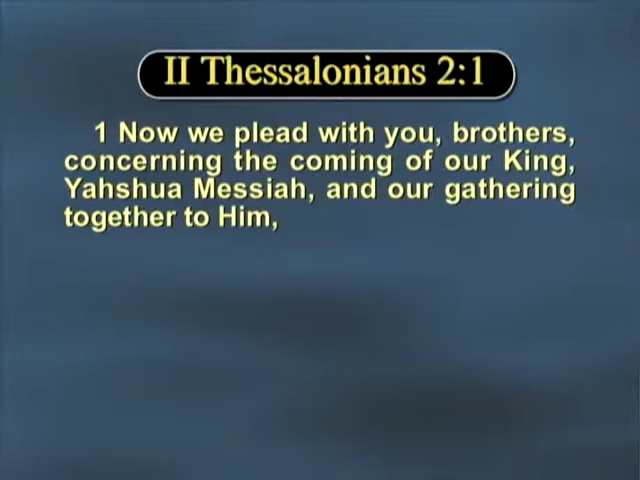 II Thessalonians 2:1
1 Now we plead with you, brothers,
concerning the coming of our King,
Yahshua Messiah, and our gathering
together to Him,